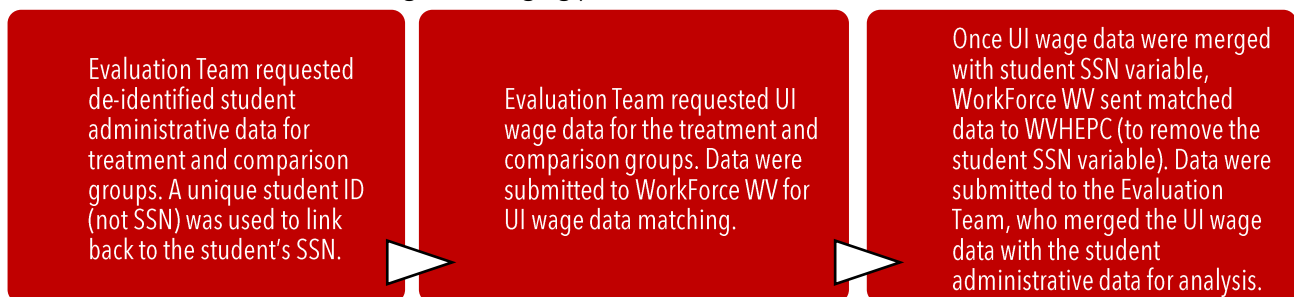 Evaluation Team requested
de-identified student
administrative data for
treatment and comparison
groups. A unique student ID
(not SSN) was used to link
back to the student’s SSN.
Evaluation Team requested UI
wage data for the treatment and
comparison groups. Data were
submitted to WorkForce WV for
UI wage data matching.
Once UI wage data were merged
with student SSN variable,
WorkForce WV sent matched
data to WVHEPC (to remove the
student SSN variable). Data were
submitted to the Evaluation
Team, who merged the UI wage
data with the student
administrative data for analysis.